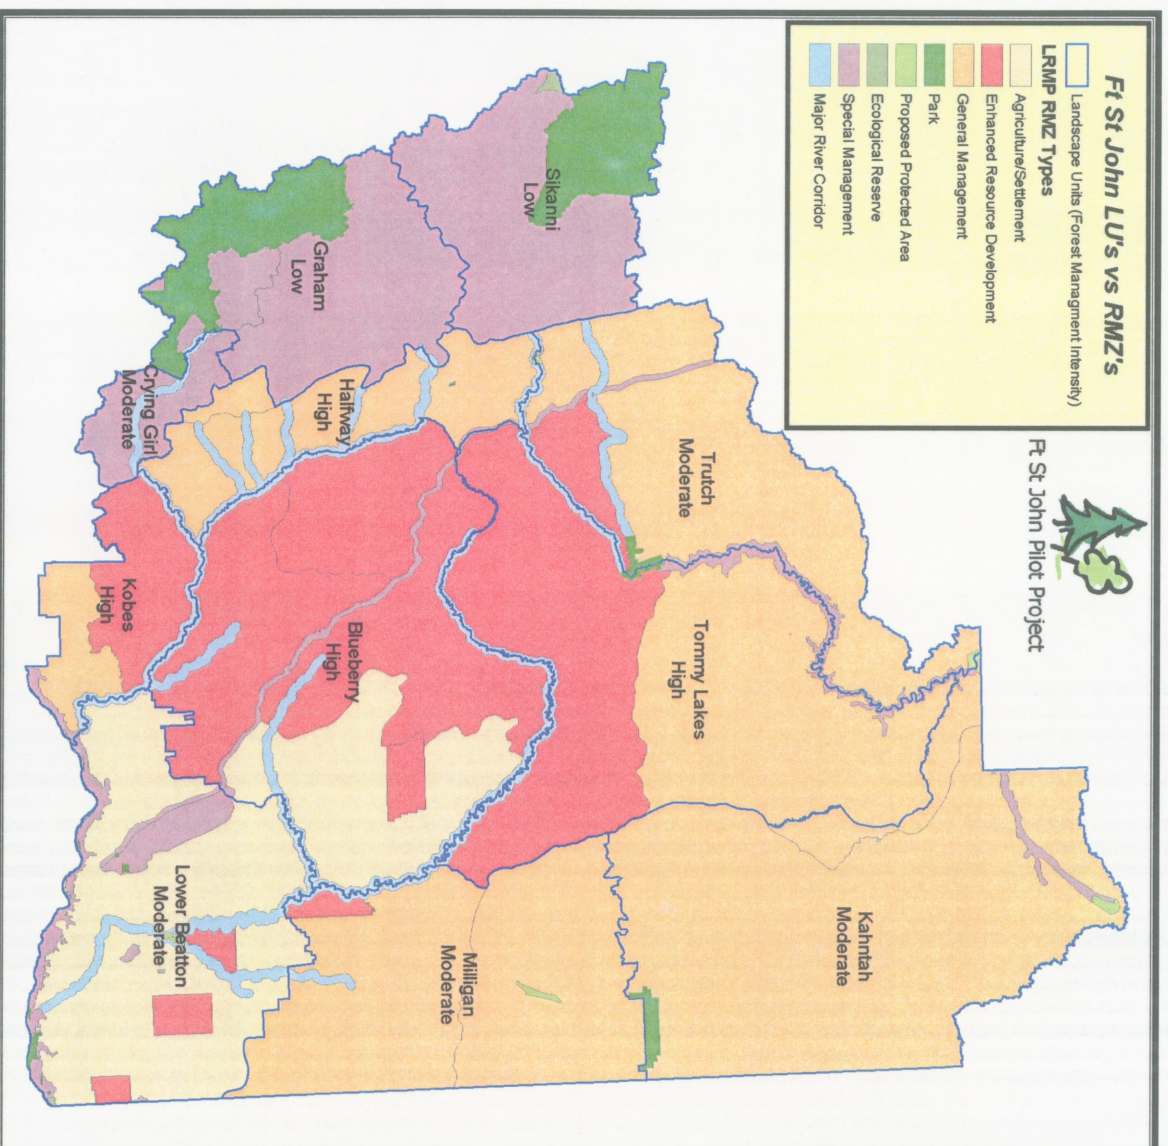 Ft St John LU's vs RMZ's
Landscape Units (Forest Managment Intensity)
LRMP RMZ Types
Agriculture/Settlement
Enhanced Resource Development
General Management
Park
Proposed Protected Area
Ecological Reserve
Special Management
Major River Corridor
Ft St John Pilot Project
Sikanni
Low
Graham
Low
Crying Girl
Moderate
Halfway
High
Trutch
Moderate
Kobes
High
Blueberry
High
Tommy Lakes
High
Kahntah
Moderate
Lower Beatton
Moderate
Milligan
Moderate